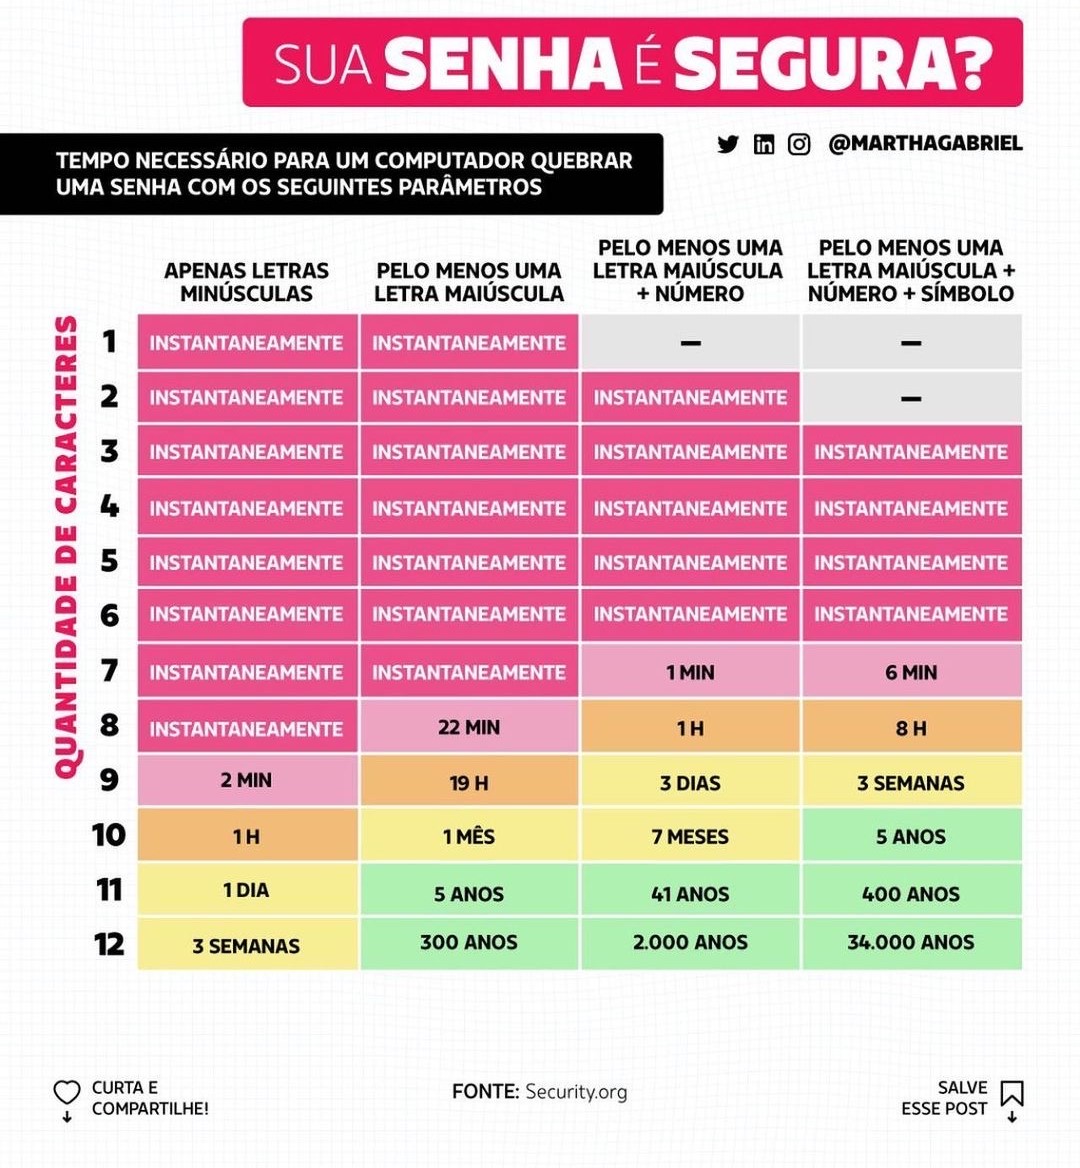 SUA SENHA É SEGURA?
@MARTHAGABRIEL
TEMPO NECESSÁRIO PARA UM COMPUTADOR QUEBRAR
UMA SENHA COM OS SEGUINTES PARÂMETROS
APENAS LETRAS
MINÚSCULAS
PELO MENOS UMA
LETRA MAIÚSCULA
PELO MENOS UMA
LETRA MAIÚSCULA
+ NÚMERO
PELO MENOS UMA
LETRA MAIÚSCULA +
NÚMERO + SÍMBOLO
QUANTIDADE DE CARACTERES
1 INSTANTANEAMENTE INSTANTANEAMENTE – –
2 INSTANTANEAMENTE INSTANTANEAMENTE INSTANTANEAMENTE –
3 INSTANTANEAMENTE INSTANTANEAMENTE INSTANTANEAMENTE INSTANTANEAMENTE
4 INSTANTANEAMENTE INSTANTANEAMENTE INSTANTANEAMENTE INSTANTANEAMENTE
5 INSTANTANEAMENTE INSTANTANEAMENTE INSTANTANEAMENTE INSTANTANEAMENTE
6 INSTANTANEAMENTE INSTANTANEAMENTE INSTANTANEAMENTE INSTANTANEAMENTE
7 INSTANTANEAMENTE INSTANTANEAMENTE 1 MIN 6 MIN
8 INSTANTANEAMENTE 22 MIN 1 H 8 H
9 2 MIN 19 H 3 DIAS 3 SEMANAS
10 1 H 1 MÊS 7 MESES 5 ANOS
11 1 DIA 5 ANOS 41 ANOS 400 ANOS
12 3 SEMANAS 300 ANOS 2.000 ANOS 34.000 ANOS
CURTA E
COMPARTILHE!
FONTE: Security.org
SALVE
ESSE POST